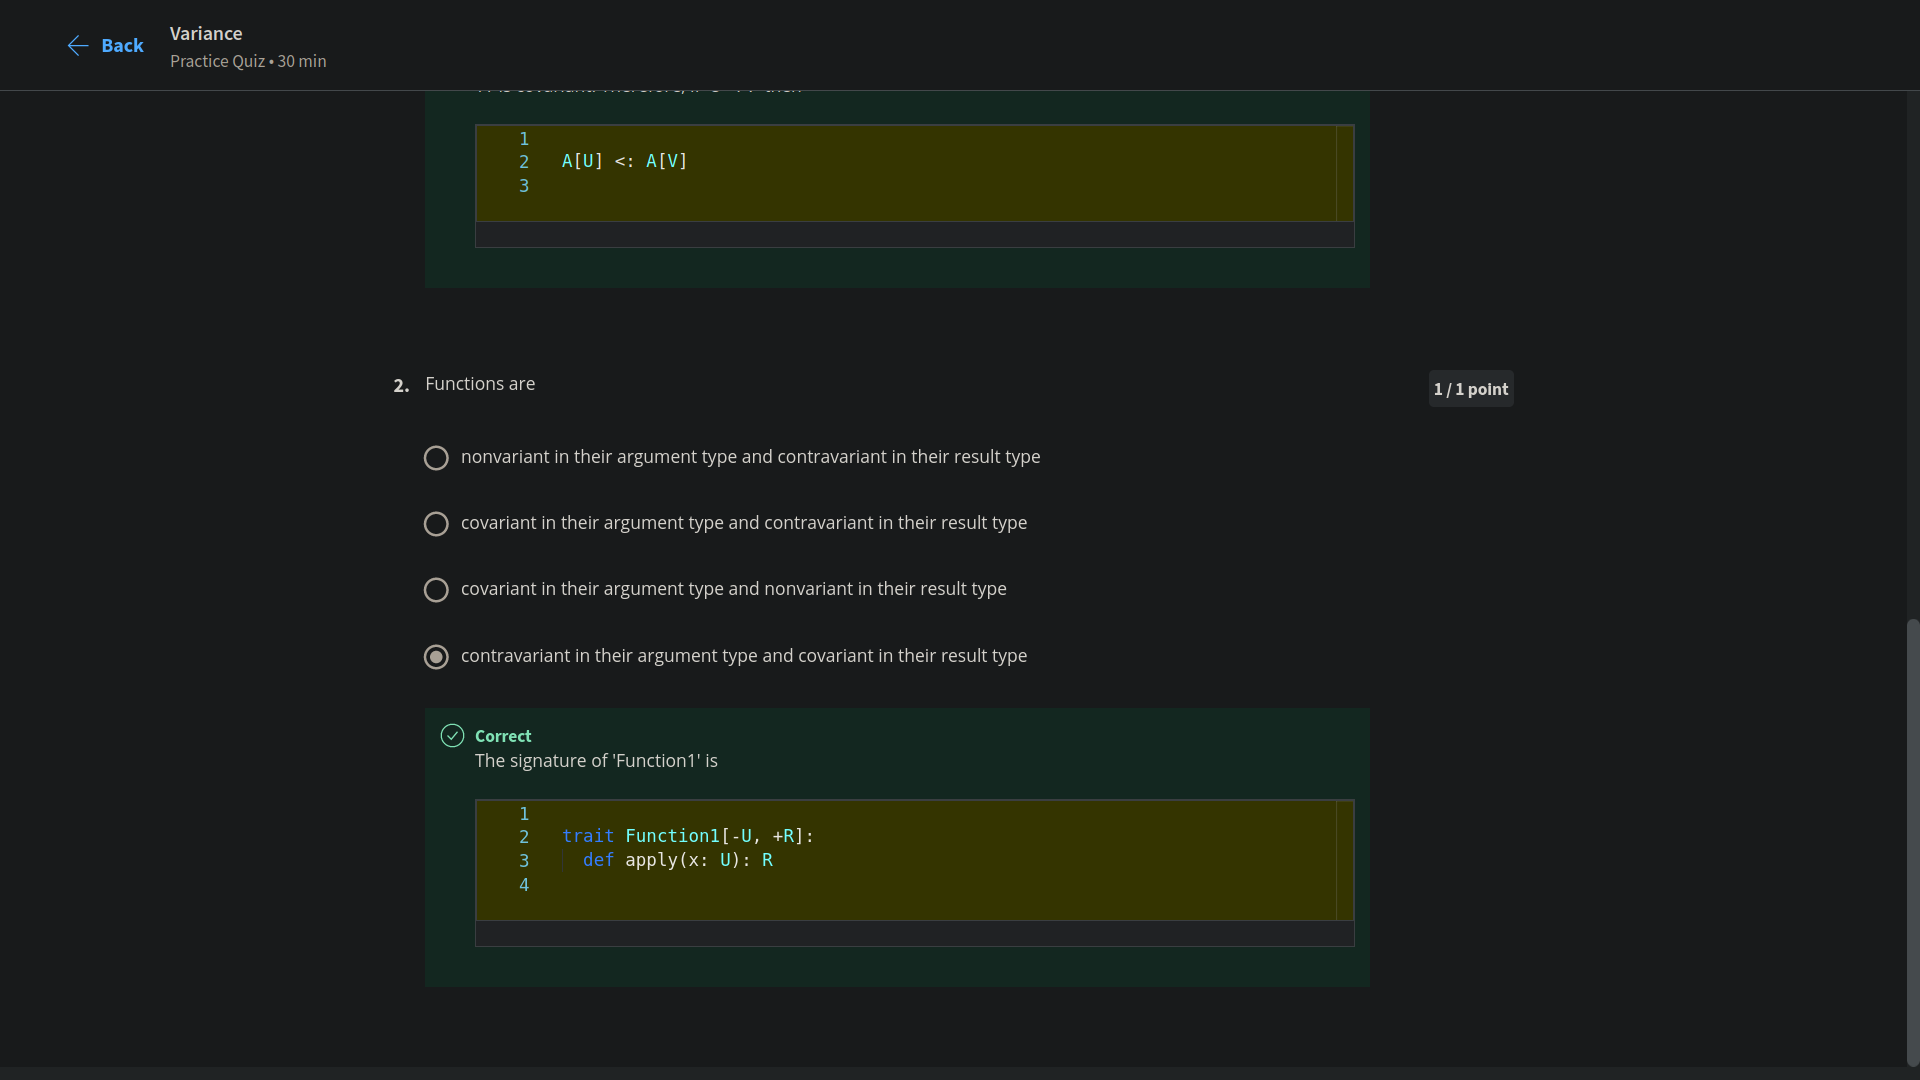 Back
Variance
Practice Quiz • 30 min
1
2 A[U] <: A[V]
3
2. Functions are
1 / 1 point
nonvariant in their argument type and contravariant in their result type
covariant in their argument type and contravariant in their result type
covariant in their argument type and nonvariant in their result type
contravariant in their argument type and covariant in their result type
Correct
The signature of 'Function1' is
1
2 trait Function1[-U, +R]:
3 def apply(x: U): R
4